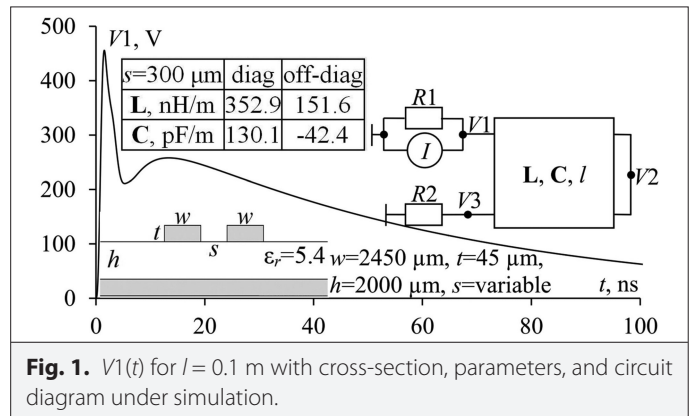 500
V1, V
400
300
200
100
0
s=300 μm diag off-diag
L, nH/m 352.9 151.6
C, pF/m 130.1 -42.4
R1
V1
I
L, C, l
V2
R2
V3
w w
t
s
h
εr=5.4 w=2450 μm, t=45 μm,
h=2000 μm, s=variable
t, ns
0 20 40 60 80 100
Fig. 1. V1(t) for l = 0.1 m with cross-section, parameters, and circuit
diagram under simulation.